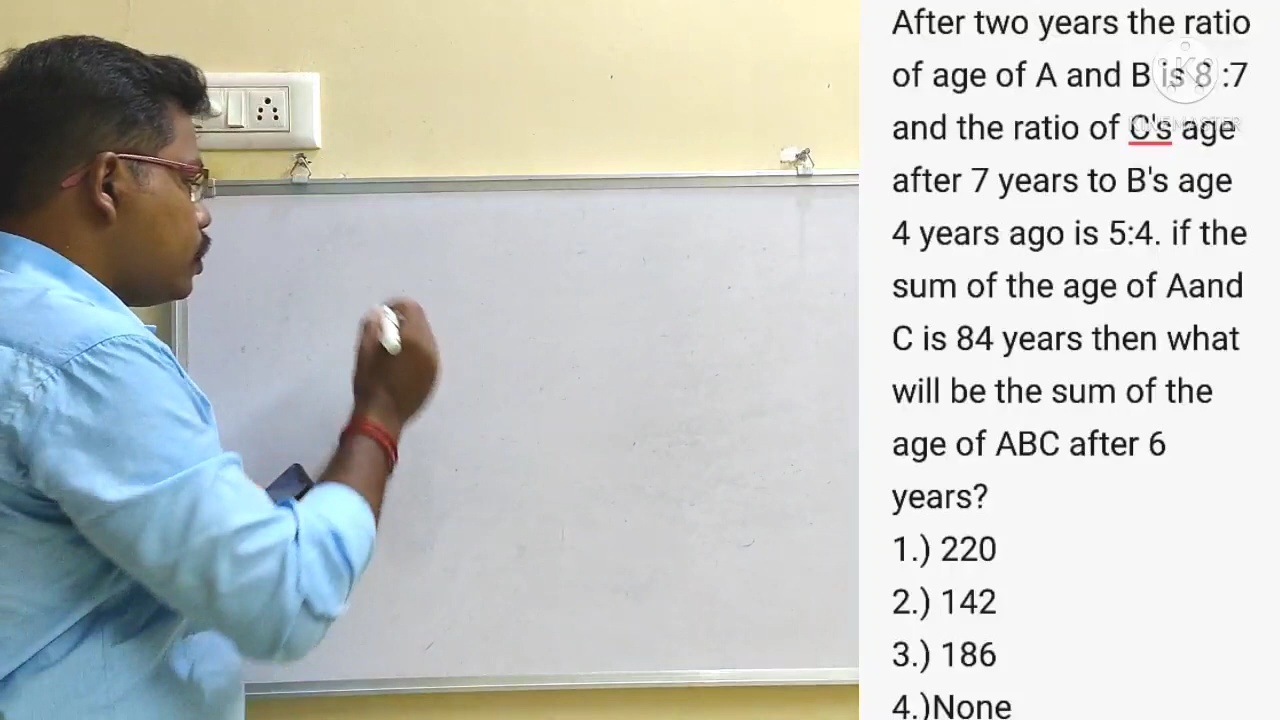 After two years the ratio
of age of A and B is 8 :7
and the ratio of C's age
after 7 years to B's age
4 years ago is 5:4. if the
sum of the age of Aand
C is 84 years then what
will be the sum of the
age of ABC after 6
years?
1.) 220
2.) 142
3.) 186
4.)None
KINEMASTER